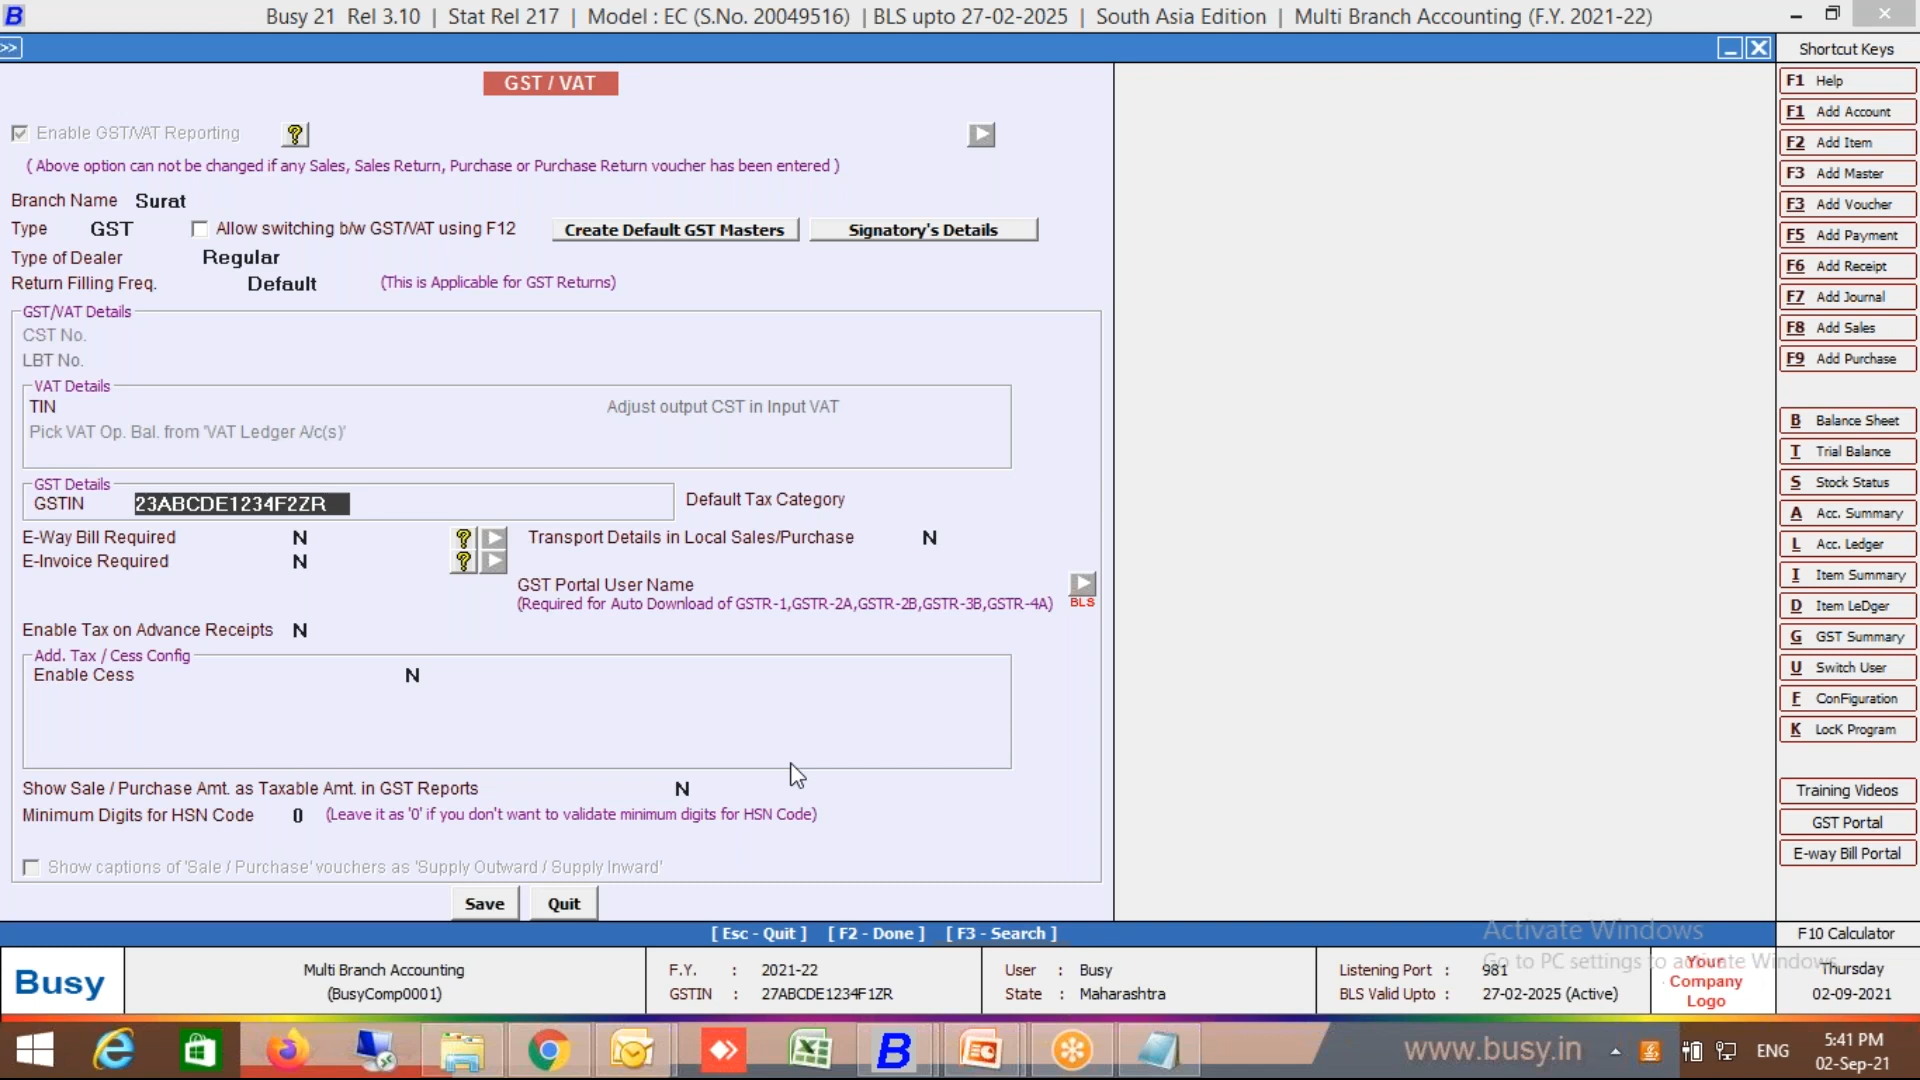 B Busy 21 Rel 3.10 | Stat Rel 217 | Model : EC (S.No. 20049516) | BLS upto 27-02-2025 | South Asia Edition | Multi Branch Accounting (F.Y. 2021-22)
>> Shortcut Keys
GST / VAT
Enable GST/VAT Reporting ?
( Above option can not be changed if any Sales, Sales Return, Purchase or Purchase Return voucher has been entered )
Branch Name Surat
Type GST Allow switching b/w GST/VAT using F12 Create Default GST Masters Signatory's Details
Type of Dealer Regular
Return Filling Freq. Default (This is Applicable for GST Returns)
GST/VAT Details
CST No.
LBT No.
VAT Details
TIN Adjust output CST in Input VAT
Pick VAT Op. Bal. from 'VAT Ledger A/c(s)'
GST Details
GSTIN 23ABCDE1234F2ZR Default Tax Category
E-Way Bill Required N ? Transport Details in Local Sales/Purchase N
E-Invoice Required N ?
GST Portal User Name
(Required for Auto Download of GSTR-1,GSTR-2A,GSTR-2B,GSTR-3B,GSTR-4A) BLS
Enable Tax on Advance Receipts N
Add. Tax / Cess Config
Enable Cess N
Show Sale / Purchase Amt. as Taxable Amt. in GST Reports N
Minimum Digits for HSN Code 0 (Leave it as '0' if you don't want to validate minimum digits for HSN Code)
Show captions of 'Sale / Purchase' vouchers as 'Supply Outward / Supply Inward'
Save Quit
[ Esc - Quit ] [ F2 - Done ] [ F3 - Search ]
F1 Help
F1 Add Account
F2 Add Item
F3 Add Master
F3 Add Voucher
F5 Add Payment
F6 Add Receipt
F7 Add Journal
F8 Add Sales
F9 Add Purchase
B Balance Sheet
T Trial Balance
S Stock Status
A Acc. Summary
L Acc. Ledger
I Item Summary
D Item LeDger
G GST Summary
U Switch User
F ConFiguration
K LocK Program
Training Videos
GST Portal
E-way Bill Portal
F10 Calculator
Activate Windows
Go to PC settings to activate Windows.
Busy
Multi Branch Accounting
(BusyComp0001)
F.Y. : 2021-22
GSTIN : 27ABCDE1234F1ZR
User : Busy
State : Maharashtra
Listening Port : 981
BLS Valid Upto : 27-02-2025 (Active)
Your
Company
Logo
Thursday
02-09-2021
www.busy.in
ENG
5:41 PM
02-Sep-21